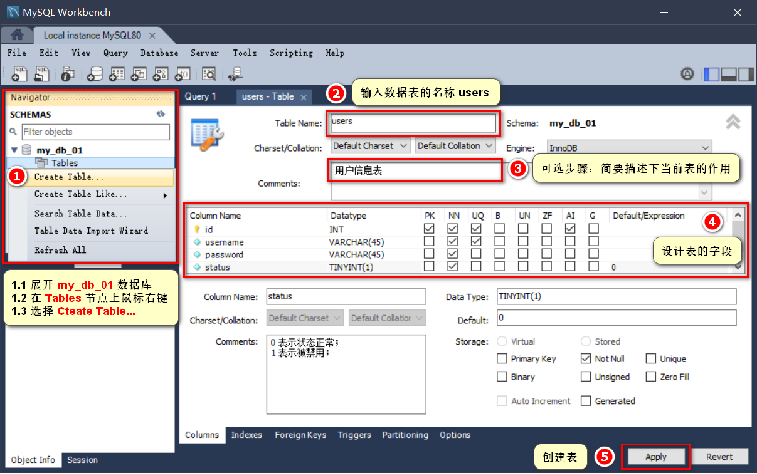 MySQL Workbench
Local instance MySQL80
File Edit View Query Database Server Tools Scripting Help
Navigator
SCHEMAS
Filter objects
my_db_01
Tables
1
Create Table...
Create Table Like...
Search Table Data...
Table Data Import Wizard
Refresh All
1.1 展开 my_db_01 数据库
1.2 在 Tables 节点上鼠标右键
1.3 选择 Cteate Table...
Object Info Session
Query 1 users - Table
2 输入数据表的名称 users
Table Name: users Schema: my_db_01
Charset/Collation: Default Charset Default Collation Engine: InnoDB
Comments: 用户信息表
3 可选步骤：简要描述下当前表的作用
Column Name Datatype PK NN UQ B UN ZF AI G Default/Expression
id INT
username VARCHAR(45)
password VARCHAR(45)
status TINYINT(1) 0
4
设计表的字段
Column Name: status Data Type: TINYINT(1)
Charset/Collation: Default Charset Default Collation Default: 0
Comments: 0 表示状态正常；
1 表示被禁用；
Storage: Virtual Stored
Primary Key Not Null Unique
Binary Unsigned Zero Fill
Auto Increment Generated
Columns Indexes Foreign Keys Triggers Partitioning Options
创建表 5 Apply Revert